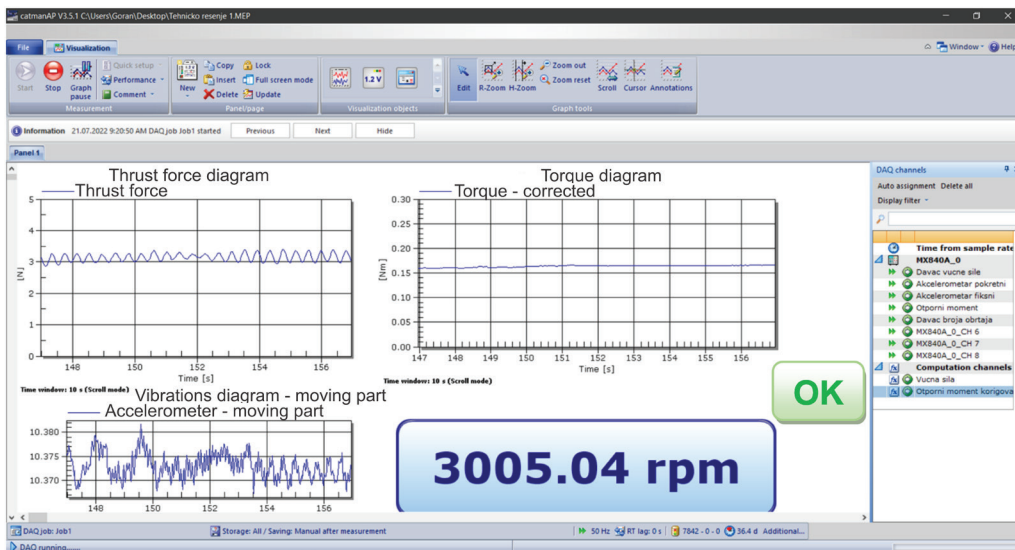 catmanAP V3.5.1 C:\Users\Goran\Desktop\Tehnicko resenje 1.MEP
File Visualization Window Help
Start Stop Graph pause Quick setup Performance Comment
Measurement
New Copy Insert Delete Lock Full screen mode Update
Panel/page
1.2 V
Visualization objects
Edit R-Zoom H-Zoom Zoom out Zoom reset Scroll Cursor Annotations
Graph tools
Information 21.07.2022 9:20:50 AM DAQ job Job1 started Previous Next Hide
Panel 1
Thrust force diagram
Thrust force
5
4
3
2
1
0
[N]
148 150 152 154 156
Time [s]
Time window: 10 s (Scroll mode)
Torque diagram
Torque - corrected
0.30
0.25
0.20
0.15
0.10
0.05
0.00
[Nm]
147 148 149 150 151 152 153 154 155 156
Time [s]
Time window: 10 s (Scroll mode)
Vibrations diagram - moving part
Accelerometer - moving part
10.380
10.375
10.370
148 150 152 154 156
OK
3005.04 rpm
DAQ channels
Auto assignment Delete all
Display filter
Time from sample rate
MX840A_0
Davac vucne sile
Akcelerometar pokretni
Akcelerometar fiksni
Otporni moment
Davac broja obrtaja
MX840A_0_CH 6
MX840A_0_CH 7
MX840A_0_CH 8
Computation channels
fx Vucna sila
fx Otporni moment korigova
DAQ job: Job1 Storage: All / Saving: Manual after measurement 50 Hz RT lag: 0 s 7842 - 0 - 0 36.4 d Additional...
DAQ running......